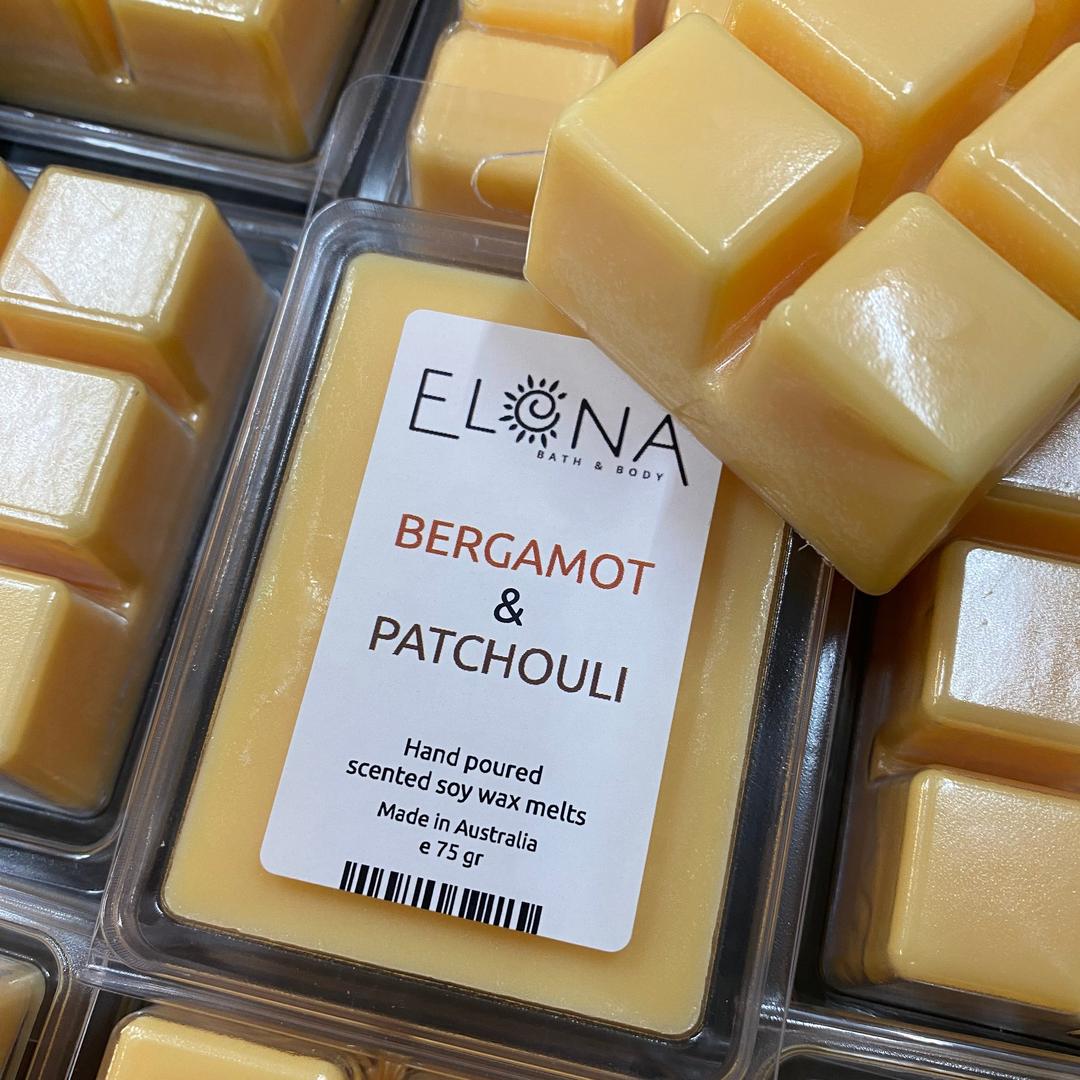 ELONA
BATH & BODY
BERGAMOT
&
PATCHOULI
Hand poured
scented soy wax melts
Made in Australia
e 75 gr